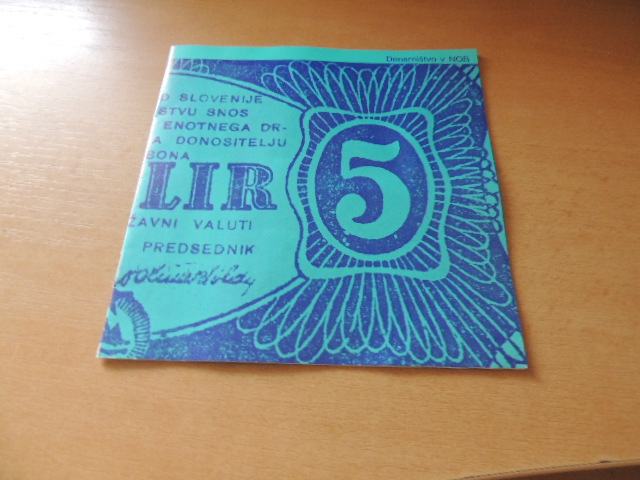 Denarništvo v NOB
O SLOVENIJE
STVU SNOS
ENOTNEGA DR-
A DONOSITELJU
BONA
LIR
5
ŽAVNI VALUTI
PREDSEDNIK